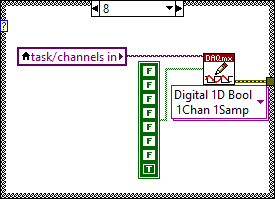 8
?
task/channels in
DAQmx
F
F
F
F
F
F
F
T
Digital 1D Bool
1Chan 1Samp